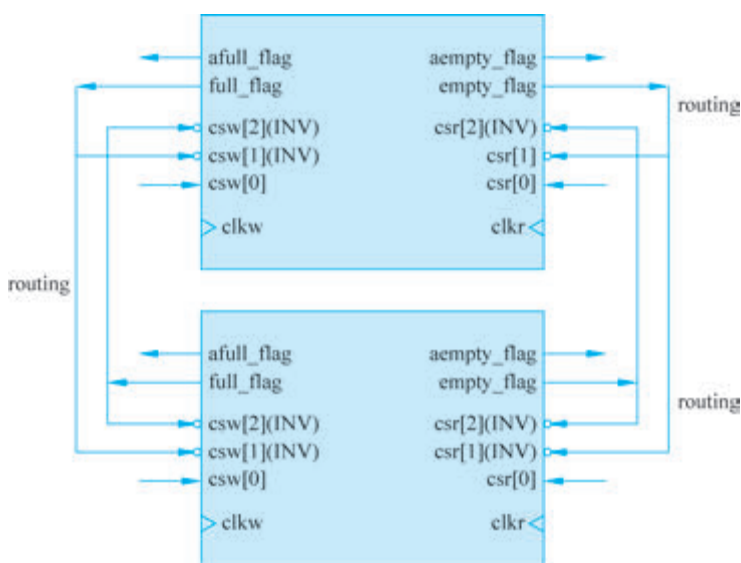 afull_flag aempty_flag
full_flag empty_flag
routing
csw[2](INV) csr[2](INV)
csw[1](INV) csr[1]
csw[0] csr[0]
clkw clkr
routing
afull_flag aempty_flag
full_flag empty_flag
routing
csw[2](INV) csr[2](INV)
csw[1](INV) csr[1](INV)
csw[0] csr[0]
clkw clkr